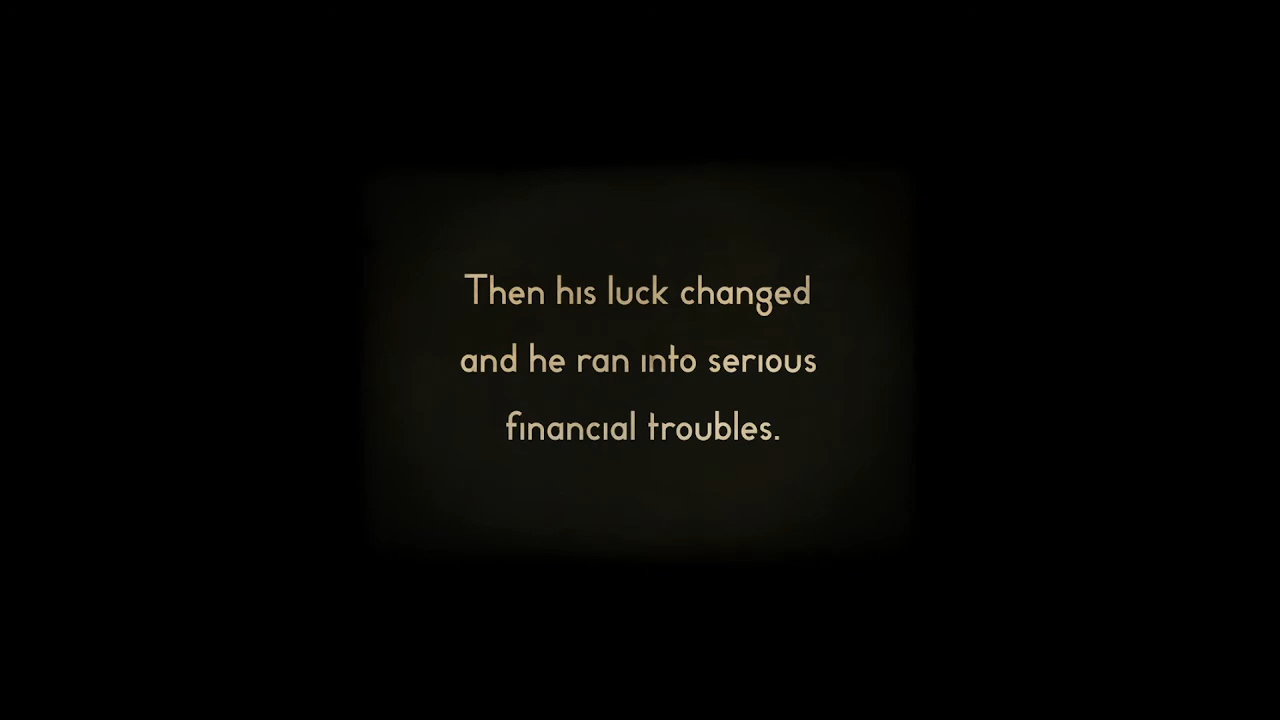 Then his luck changed
and he ran into serious
financial troubles.